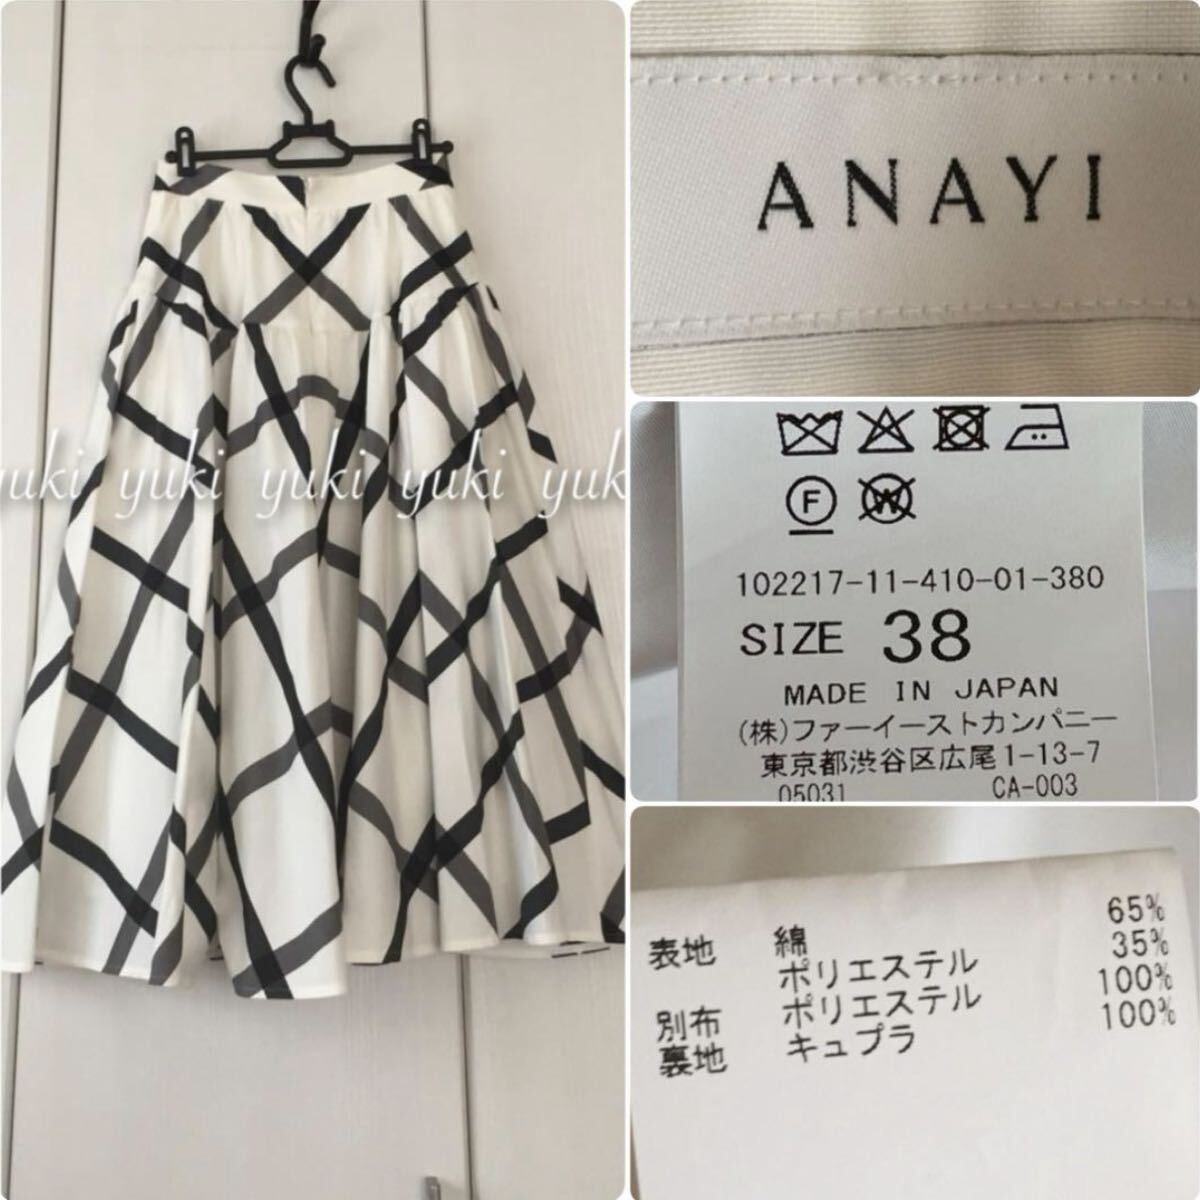 yuki yuki yuki yuki yuk
ANAYI
F W
102217-11-410-01-380
SIZE 38
MADE IN JAPAN
(株)ファーイーストカンパニー
東京都渋谷区広尾1-13-7
05031 CA-003
表地 綿 65%
ポリエステル 35%
別布 ポリエステル 100%
裏地 キュプラ 100%